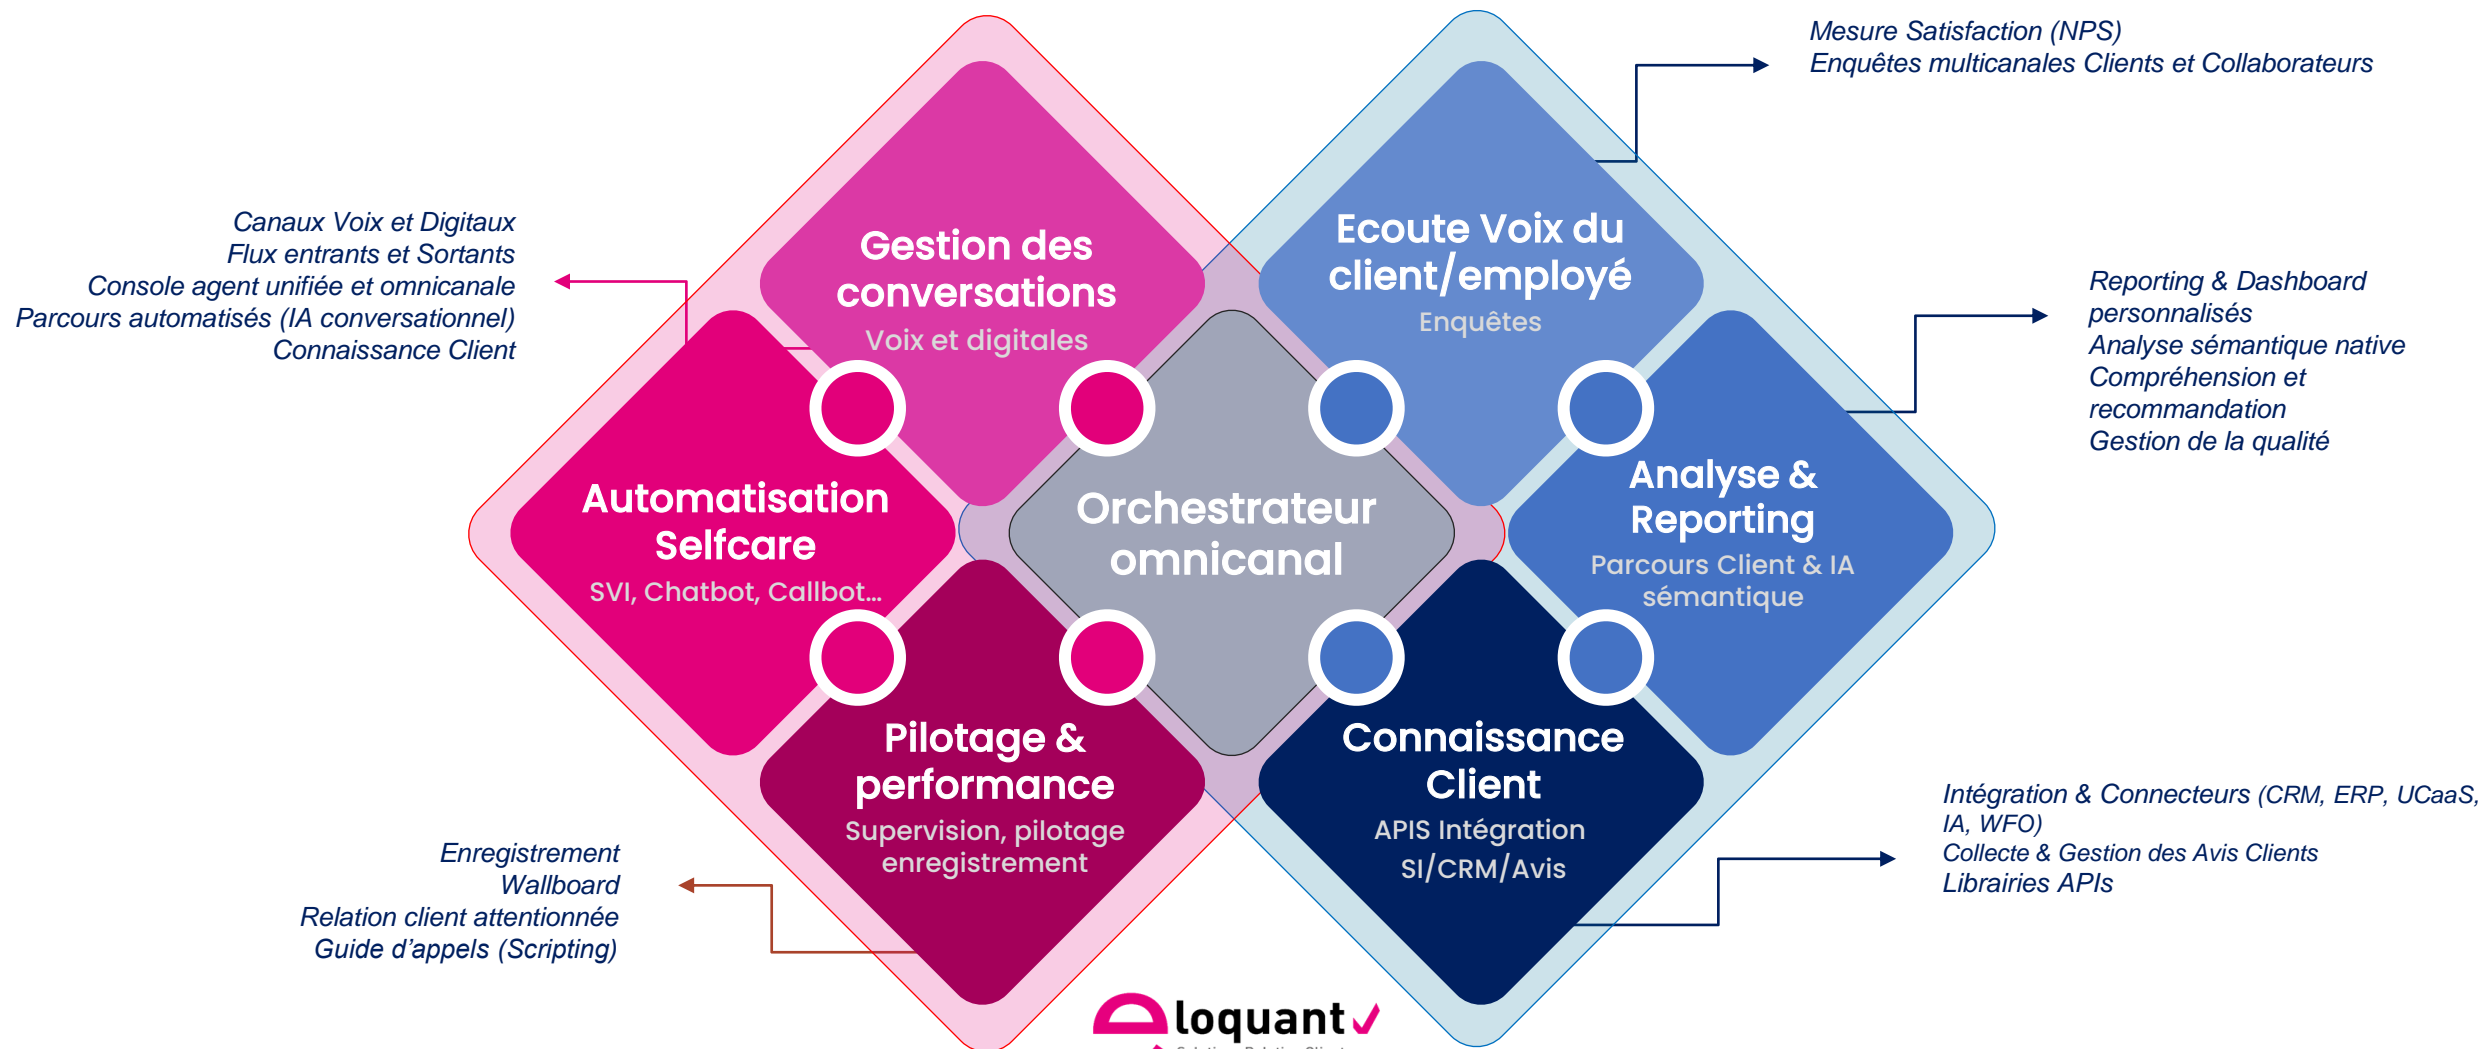 Mesure Satisfaction (NPS)
Enquêtes multicanales Clients et Collaborateurs
Canaux Voix et Digitaux
Flux entrants et Sortants
Console agent unifiée et omnicanale
Parcours automatisés (IA conversationnel)
Connaissance Client
Gestion des
conversations
Voix et digitales
Ecoute Voix du
client/employé
Enquêtes
Reporting & Dashboard
personnalisés
Analyse sémantique native
Compréhension et
recommandation
Gestion de la qualité
Automatisation
Selfcare
SVI, Chatbot, Callbot...
Orchestrateur
omnicanal
Analyse &
Reporting
Parcours Client & IA
sémantique
Pilotage &
performance
Supervision, pilotage
enregistrement
Connaissance
Client
APIS Intégration
SI/CRM/Avis
Enregistrement
Wallboard
Relation client attentionnée
Guide d'appels (Scripting)
Intégration & Connecteurs (CRM, ERP, UCaaS,
IA, WFO)
Collecte & Gestion des Avis Clients
Librairies APIs
eloquant